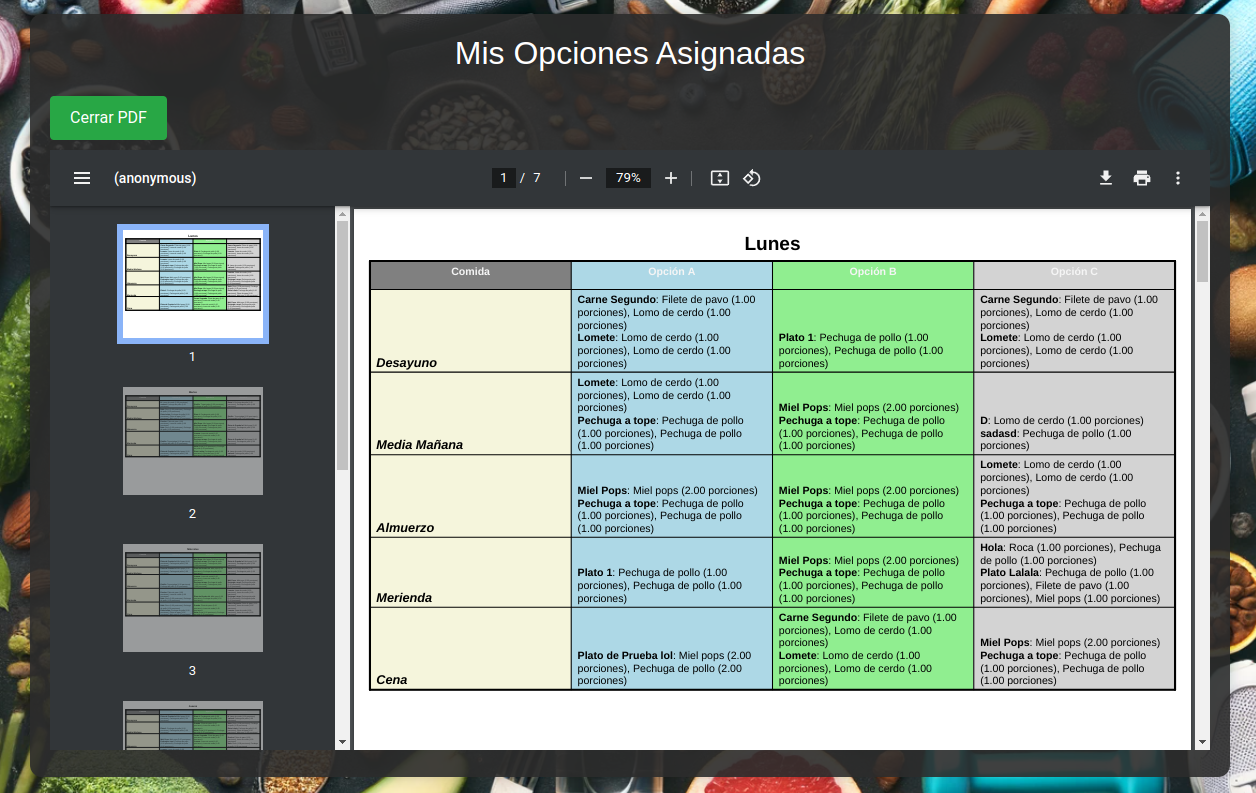 Mis Opciones Asignadas
Cerrar PDF
(anonymous)
1 / 7
79%
1
2
3
Lunes
Comida
Opción A
Opción B
Opción C
Desayuno
Carne Segundo: Filete de pavo (1.00
porciones), Lomo de cerdo (1.00
porciones)
Lomete: Lomo de cerdo (1.00
porciones), Lomo de cerdo (1.00
porciones)
Plato 1: Pechuga de pollo (1.00
porciones), Pechuga de pollo (1.00
porciones)
Carne Segundo: Filete de pavo (1.00
porciones), Lomo de cerdo (1.00
porciones)
Lomete: Lomo de cerdo (1.00
porciones), Lomo de cerdo (1.00
porciones)
Media Mañana
Lomete: Lomo de cerdo (1.00
porciones), Lomo de cerdo (1.00
porciones)
Pechuga a tope: Pechuga de pollo
(1.00 porciones), Pechuga de pollo
(1.00 porciones)
Miel Pops: Miel pops (2.00 porciones)
Pechuga a tope: Pechuga de pollo
(1.00 porciones), Pechuga de pollo
(1.00 porciones)
D: Lomo de cerdo (1.00 porciones)
sadasd: Pechuga de pollo (1.00
porciones)
Almuerzo
Miel Pops: Miel pops (2.00 porciones)
Pechuga a tope: Pechuga de pollo
(1.00 porciones), Pechuga de pollo
(1.00 porciones)
Miel Pops: Miel pops (2.00 porciones)
Pechuga a tope: Pechuga de pollo
(1.00 porciones), Pechuga de pollo
(1.00 porciones)
Lomete: Lomo de cerdo (1.00
porciones), Lomo de cerdo (1.00
porciones)
Pechuga a tope: Pechuga de pollo
(1.00 porciones), Pechuga de pollo
(1.00 porciones)
Merienda
Plato 1: Pechuga de pollo (1.00
porciones), Pechuga de pollo (1.00
porciones)
Miel Pops: Miel pops (2.00 porciones)
Pechuga a tope: Pechuga de pollo
(1.00 porciones), Pechuga de pollo
(1.00 porciones)
Hola: Roca (1.00 porciones), Pechuga
de pollo (1.00 porciones)
Plato Lalala: Pechuga de pollo (1.00
porciones), Filete de pavo (1.00
porciones), Miel pops (1.00 porciones)
Cena
Plato de Prueba lol: Miel pops (2.00
porciones), Pechuga de pollo (2.00
porciones)
Carne Segundo: Filete de pavo (1.00
porciones), Lomo de cerdo (1.00
porciones)
Lomete: Lomo de cerdo (1.00
porciones), Lomo de cerdo (1.00
porciones)
Miel Pops: Miel pops (2.00 porciones)
Pechuga a tope: Pechuga de pollo
(1.00 porciones), Pechuga de pollo
(1.00 porciones)